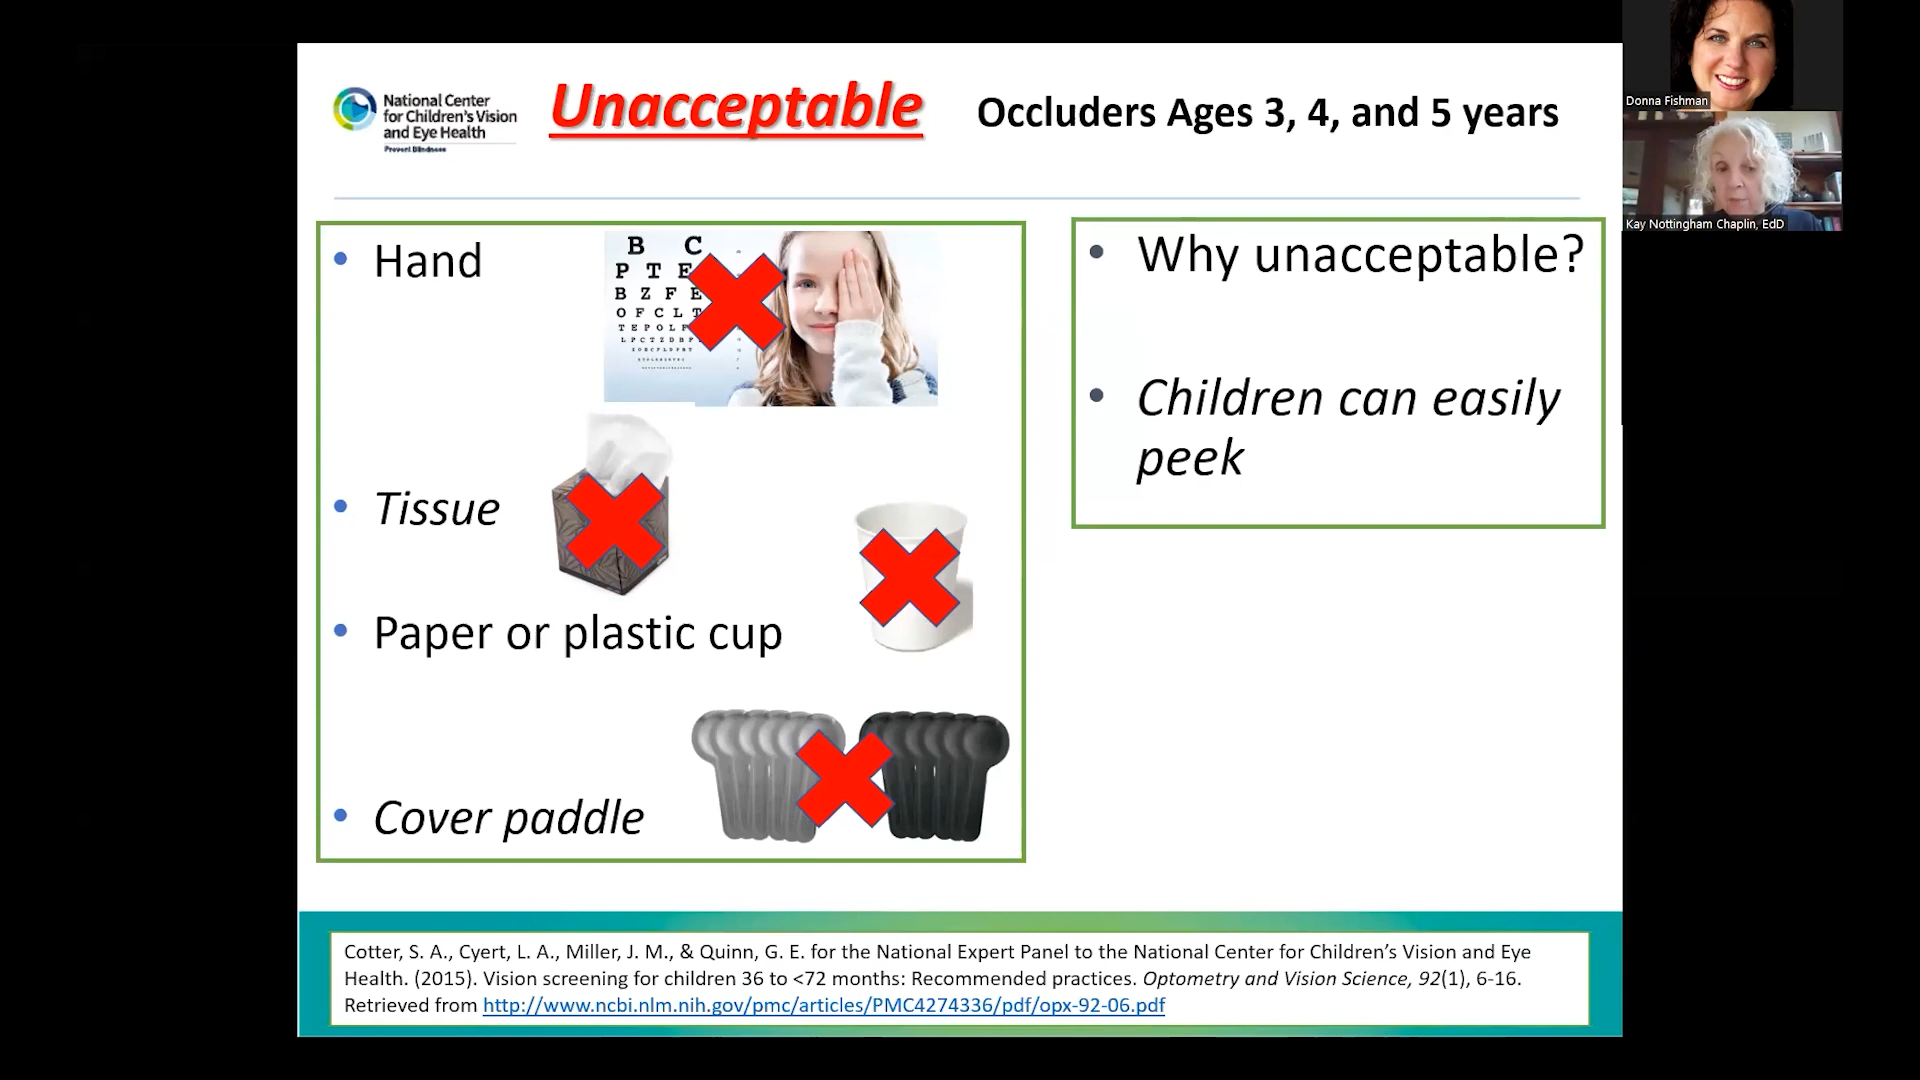 National Center
for Children's Vision
and Eye Health
Prevent Blindness
Unacceptable
Occluders Ages 3, 4, and 5 years
Donna Fishman
Kay Nottingham Chaplin, EdD
• Hand
B C
P T E
B Z F E
O F C L T
T E P O L F
L P C T Z D B F
• Tissue
• Paper or plastic cup
• Cover paddle
• Why unacceptable?
• Children can easily
peek
Cotter, S. A., Cyert, L. A., Miller, J. M., & Quinn, G. E. for the National Expert Panel to the National Center for Children's Vision and Eye
Health. (2015). Vision screening for children 36 to <72 months: Recommended practices. Optometry and Vision Science, 92(1), 6-16.
Retrieved from http://www.ncbi.nlm.nih.gov/pmc/articles/PMC4274336/pdf/opx-92-06.pdf